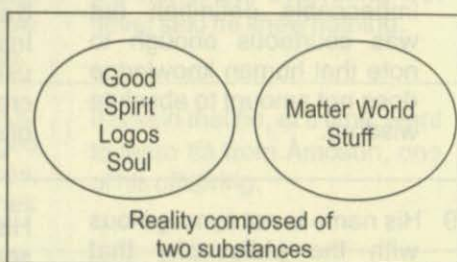 Good
Spirit
Logos
Soul
Matter World
Stuff
Reality composed of
two substances